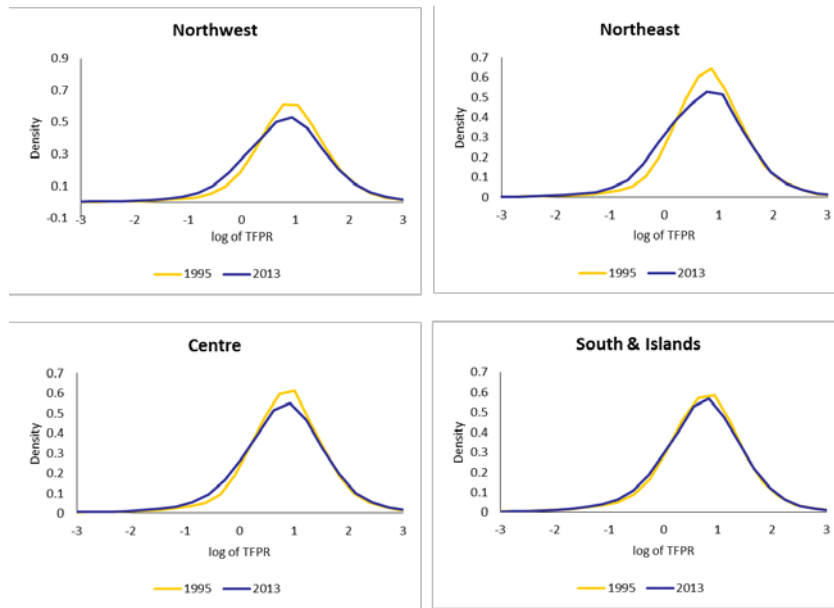 Northwest
0.9
0.7
0.5
0.3
0.1
-0.1
Density
-3 -2 -1 0 1 2 3
log of TFPR
1995 2013
Northeast
0.7
0.6
0.5
0.4
0.3
0.2
0.1
0
Density
-3 -2 -1 0 1 2 3
log of TFPR
1995 2013
Centre
0.7
0.6
0.5
0.4
0.3
0.2
0.1
0
Density
-3 -2 -1 0 1 2 3
log of TFPR
1995 2013
South & Islands
0.7
0.6
0.5
0.4
0.3
0.2
0.1
0
Density
-3 -2 -1 0 1 2 3
log of TFPR
1995 2013